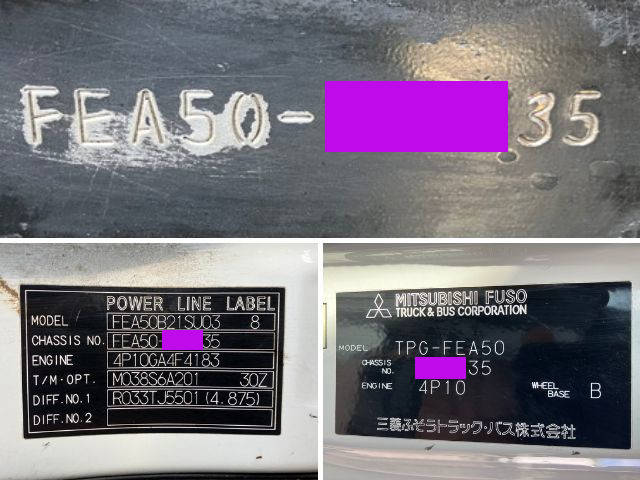 FEA50- 35
POWER LINE LABEL
MODEL FEA50B21SU03 8
CHASSIS NO. FEA50- 35
ENGINE 4P10GA4F4183
T/M·OPT. M038S6A201 30Z
DIFF.NO.1 R033TJ5501(4.875)
DIFF.NO.2
MITSUBISHI FUSO
TRUCK & BUS CORPORATION
MODEL TPG-FEA50
CHASSIS NO. 35
ENGINE 4P10 WHEEL BASE B
三菱ふそうトラック・バス株式会社